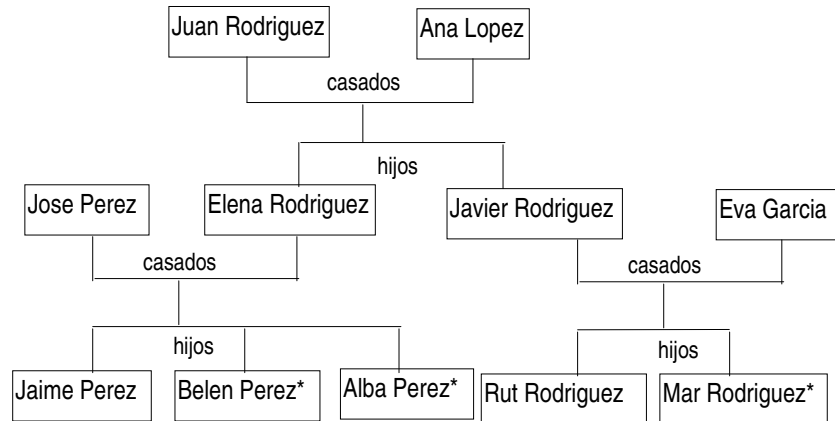 Juan Rodriguez
Ana Lopez
casados
hijos
Jose Perez
Elena Rodriguez
Javier Rodriguez
Eva Garcia
casados
casados
hijos
hijos
Jaime Perez
Belen Perez*
Alba Perez*
Rut Rodriguez
Mar Rodriguez*